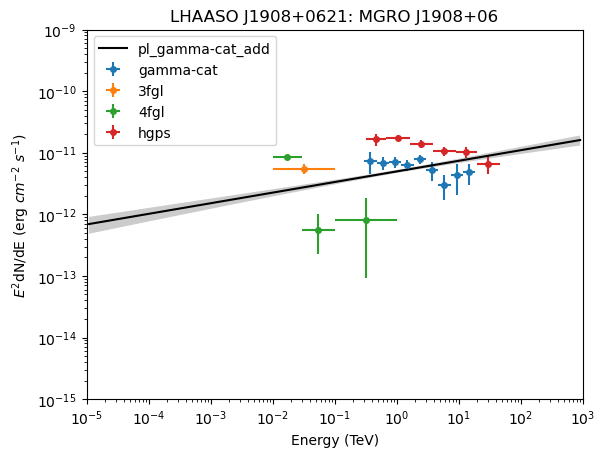 LHAASO J1908+0621: MGRO J1908+06
pl_gamma-cat_add
gamma-cat
3fgl
4fgl
hgps
E²dN/dE (erg cm⁻² s⁻¹)
10⁻⁹
10⁻¹⁰
10⁻¹¹
10⁻¹²
10⁻¹³
10⁻¹⁴
10⁻¹⁵
10⁻⁵ 10⁻⁴ 10⁻³ 10⁻² 10⁻¹ 10⁰ 10¹ 10² 10³
Energy (TeV)